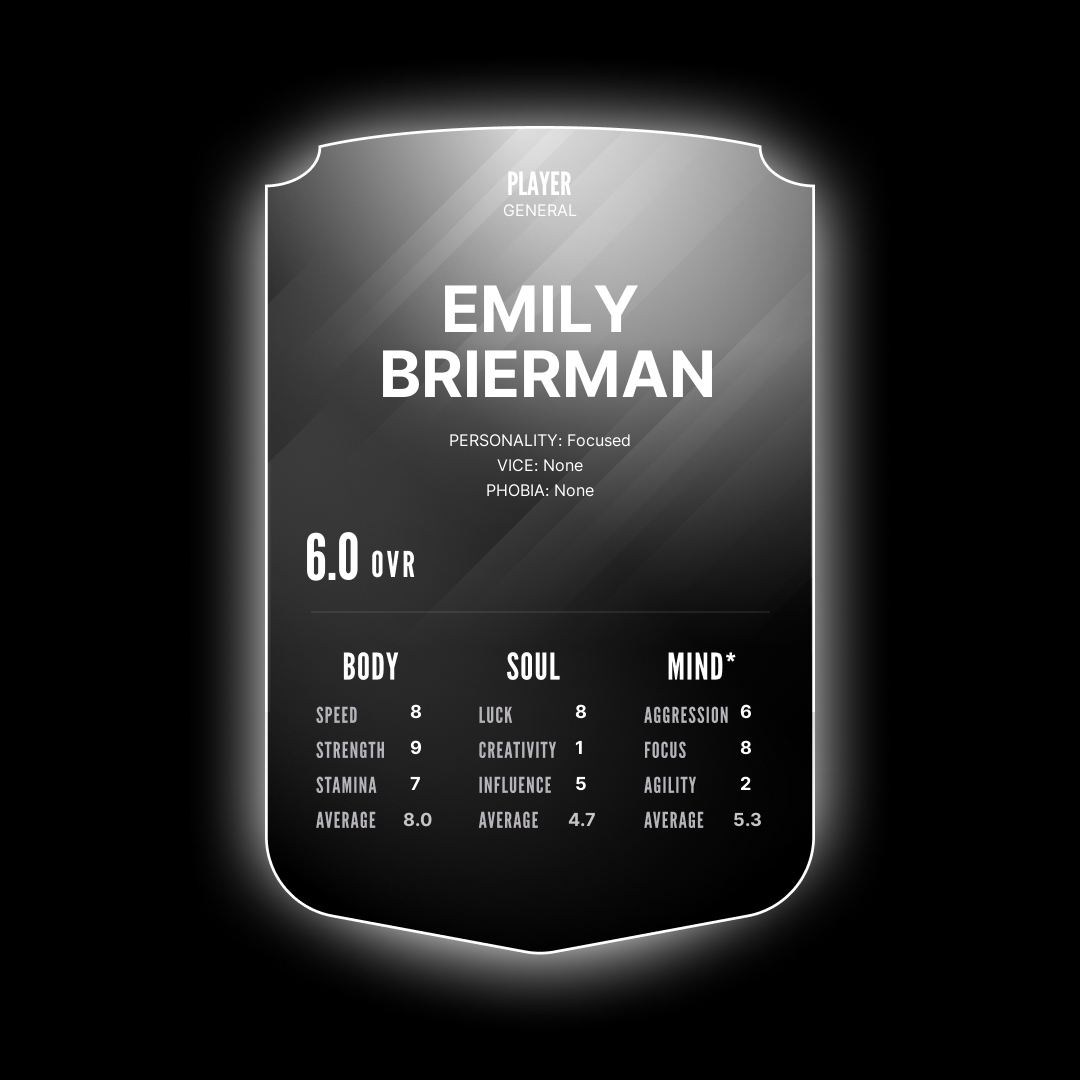 PLAYER
GENERAL
EMILY
BRIERMAN
PERSONALITY: Focused
VICE: None
PHOBIA: None
6.0 OVR
BODY SOUL MIND*
SPEED 8 LUCK 8 AGGRESSION 6
STRENGTH 9 CREATIVITY 1 FOCUS 8
STAMINA 7 INFLUENCE 5 AGILITY 2
AVERAGE 8.0 AVERAGE 4.7 AVERAGE 5.3